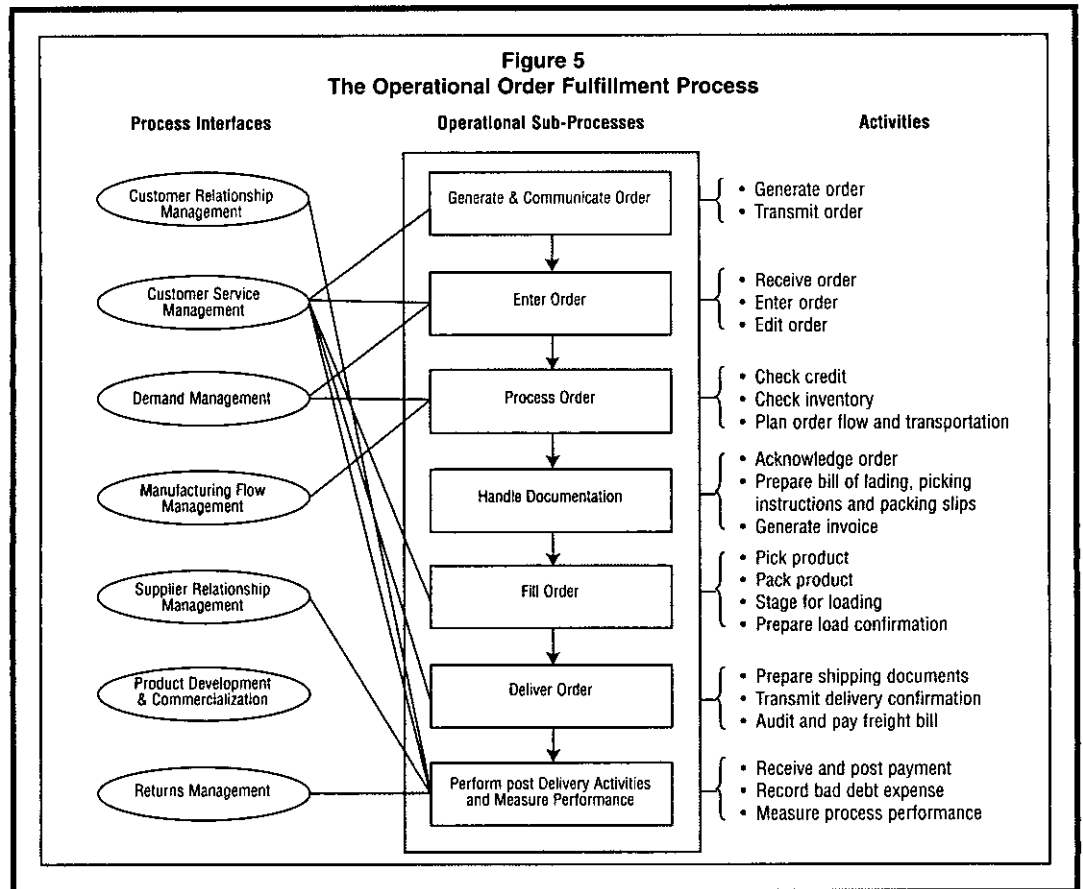 Figure 5
The Operational Order Fulfillment Process
Process Interfaces
Operational Sub-Processes
Activities
Customer Relationship
Management
Generate & Communicate Order
• Generate order
• Transmit order
Customer Service
Management
Enter Order
• Receive order
• Enter order
• Edit order
Demand Management
Process Order
• Check credit
• Check inventory
• Plan order flow and transportation
Manufacturing Flow
Management
Handle Documentation
• Acknowledge order
• Prepare bill of lading, picking
instructions and packing slips
• Generate invoice
Supplier Relationship
Management
Fill Order
• Pick product
• Pack product
• Stage for loading
• Prepare load confirmation
Product Development
& Commercialization
Deliver Order
• Prepare shipping documents
• Transmit delivery confirmation
• Audit and pay freight bill
Returns Management
Perform post Delivery Activities
and Measure Performance
• Receive and post payment
• Record bad debt expense
• Measure process performance